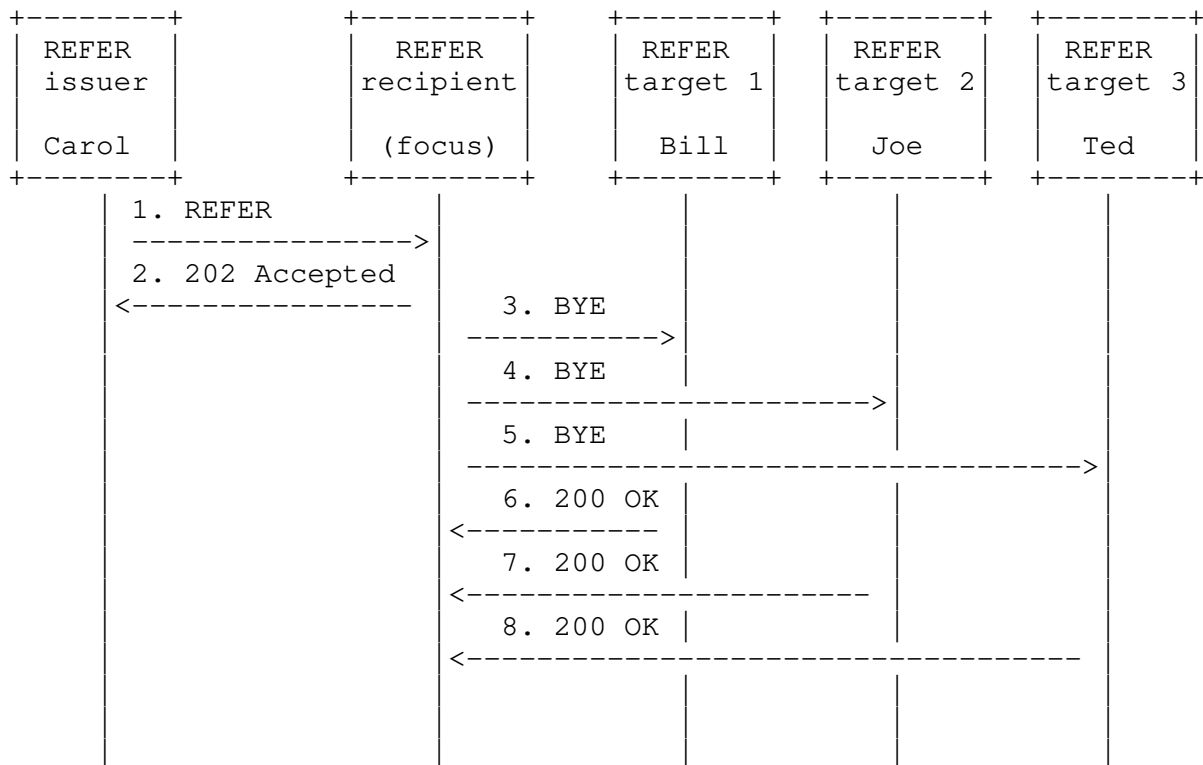 REFER REFER REFER REFER REFER
issuer recipient target 1 target 2 target 3
Carol (focus) Bill Joe Ted
1. REFER
2. 202 Accepted
3. BYE
4. BYE
5. BYE
6. 200 OK
7. 200 OK
8. 200 OK